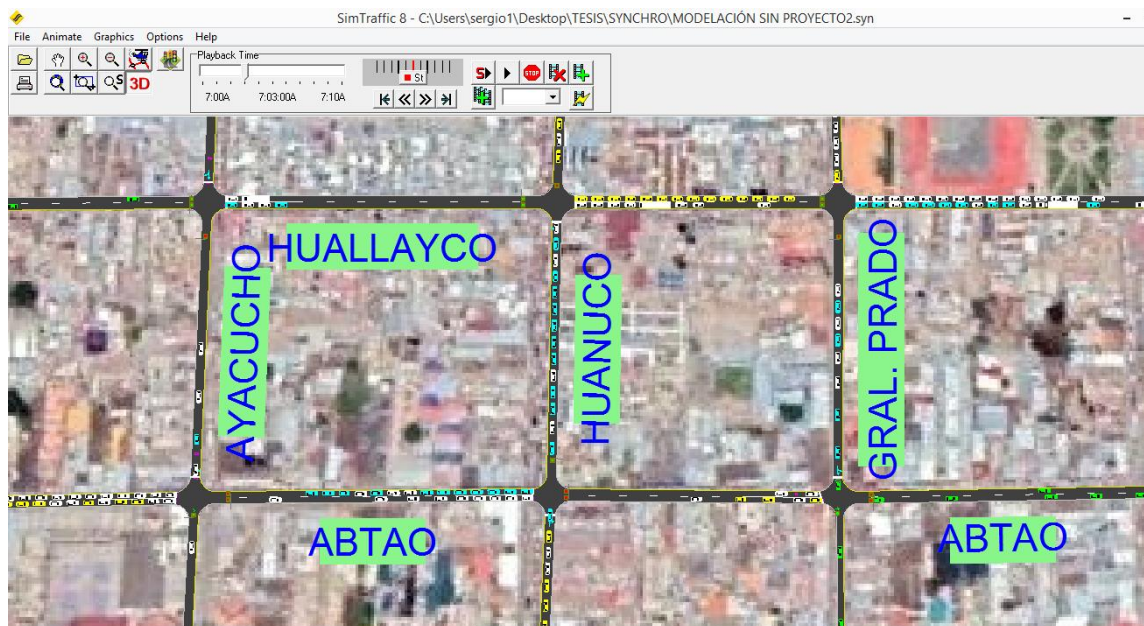 SimTraffic 8 - C:\Users\sergio1\Desktop\TESIS\SYNCHRO\MODELACIÓN SIN PROYECTO2.syn
File Animate Graphics Options Help
Playback Time
St
S
STOP
S 3D
7:00A 7:03:00A 7:10A
HUALLAYCO
AYACUCHO
HUANUCO
GRAL. PRADO
ABTAO
ABTAO